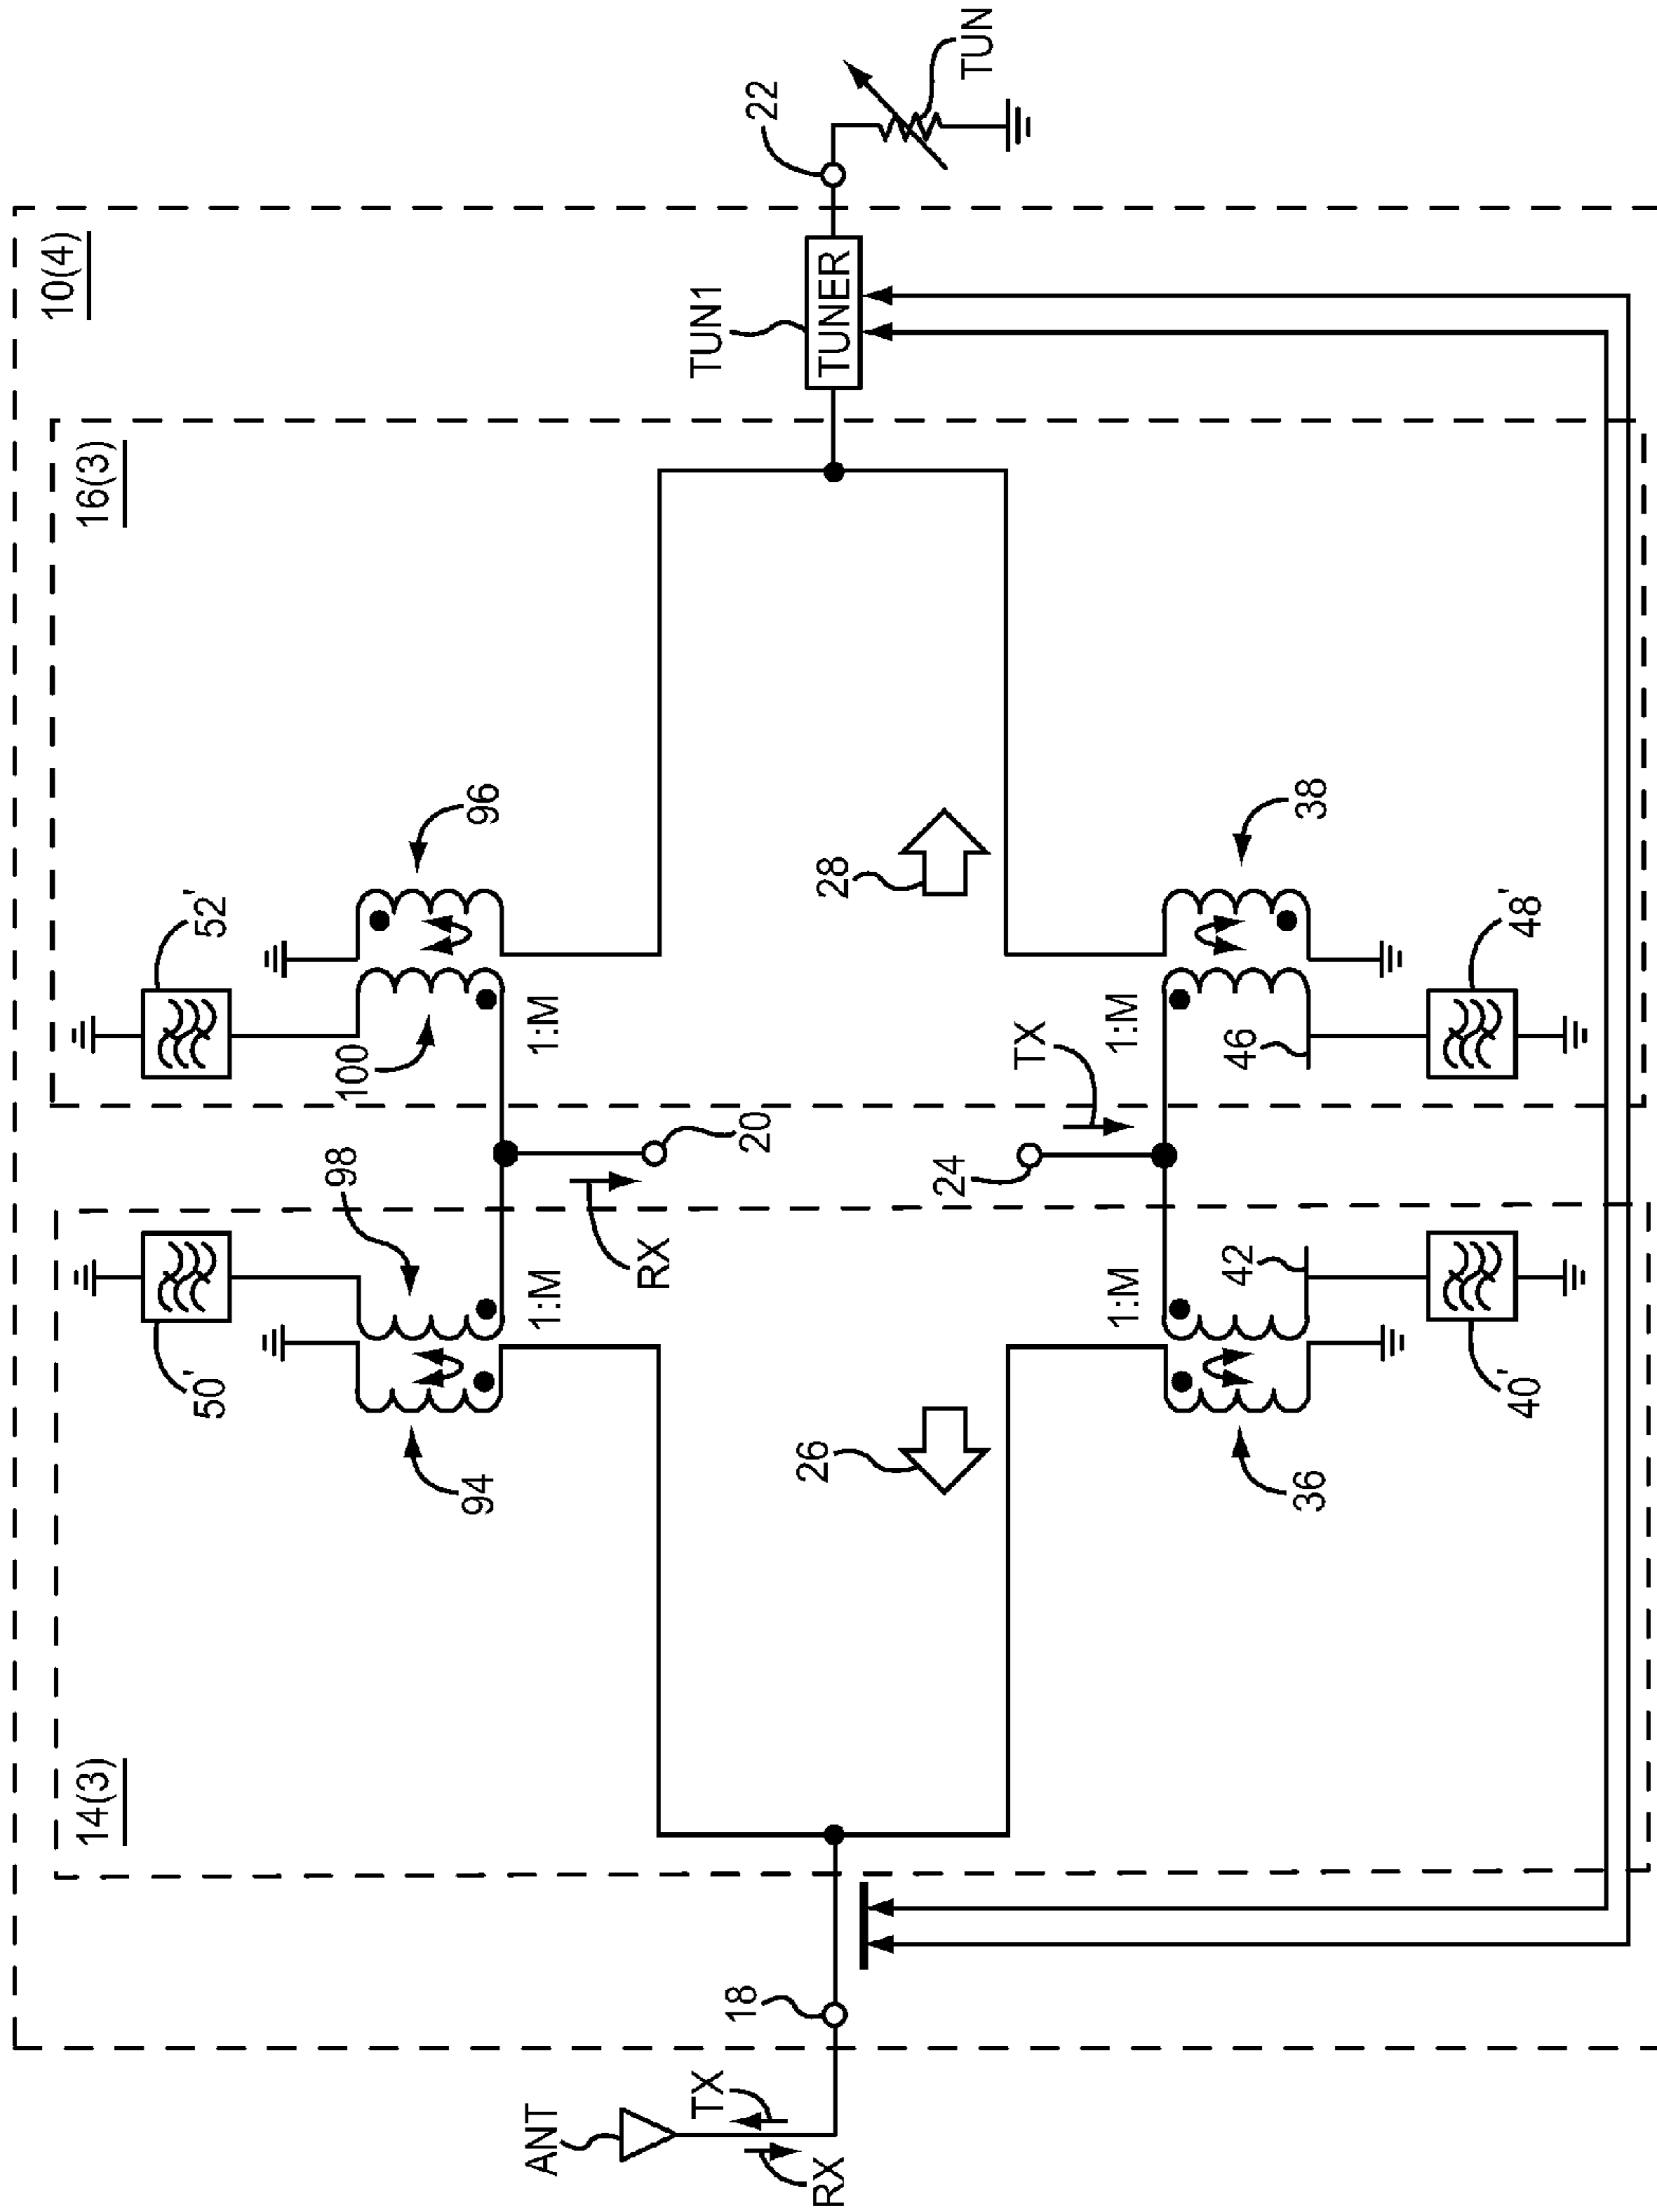 10(4)
14(3)
16(3)
50'
52'
98
100
94
96
ANT
1:M
1:M
RX
TX
TUN1
18
20
22
RX
26
28
TUNER
24
TUN
TX
1:M
1:M
42
46
36
38
40'
48'